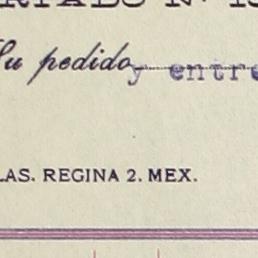 Su pedido y entre
LAS. REGINA 2. MEX.